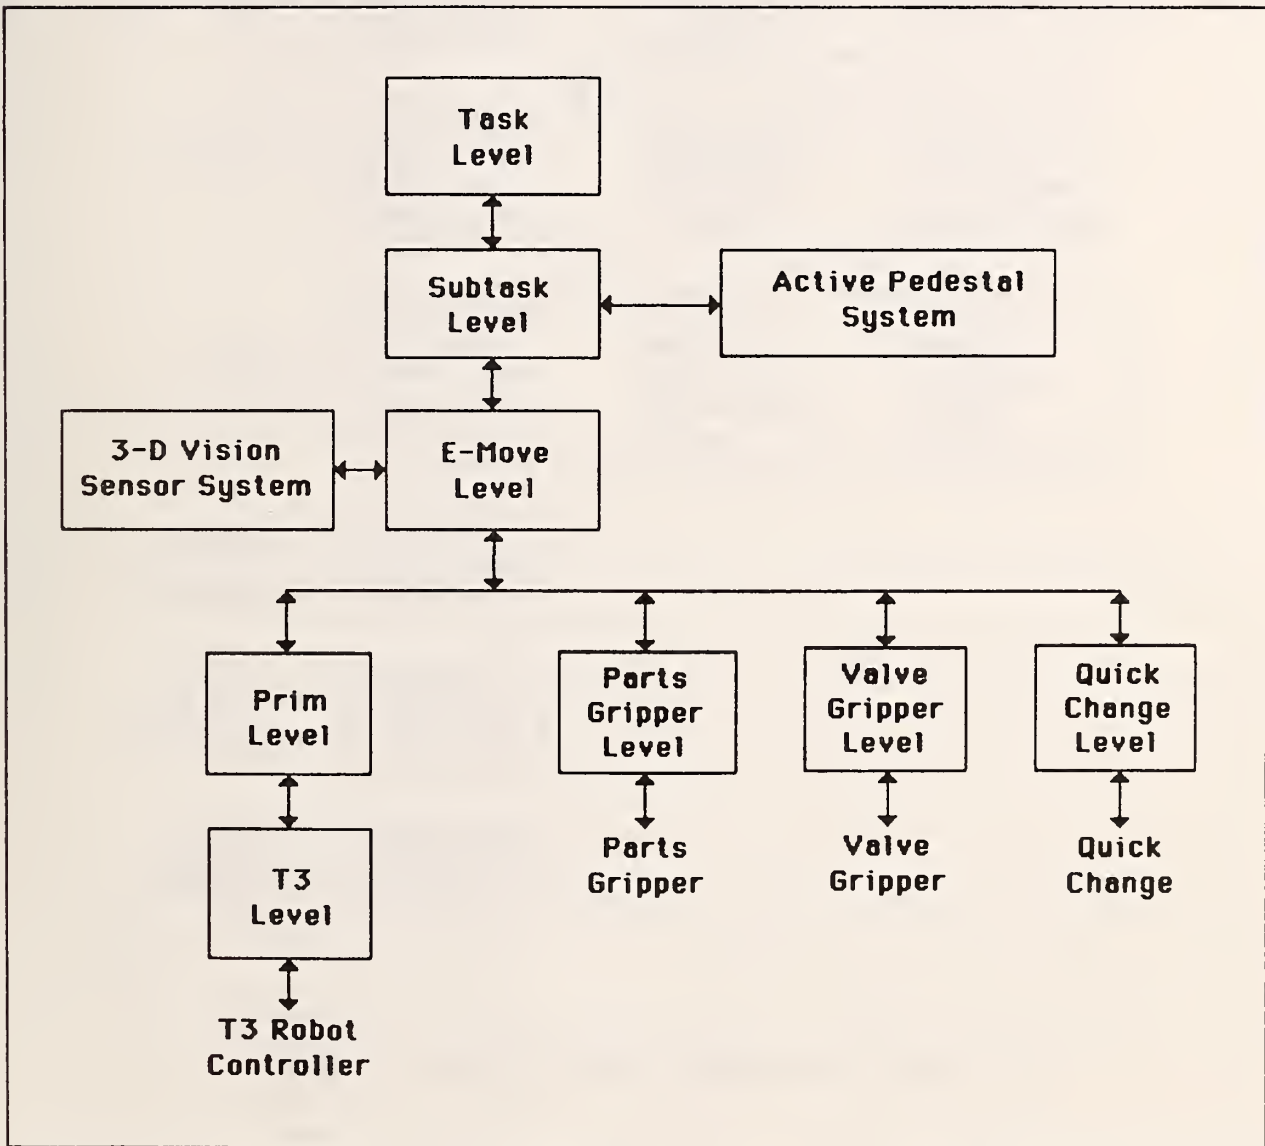 Task
Level
Subtask
Level
Active Pedestal
System
3-D Vision
Sensor System
E-Move
Level
Prim
Level
Parts
Gripper
Level
Valve
Gripper
Level
Quick
Change
Level
T3
Level
Parts
Gripper
Valve
Gripper
Quick
Change
T3 Robot
Controller